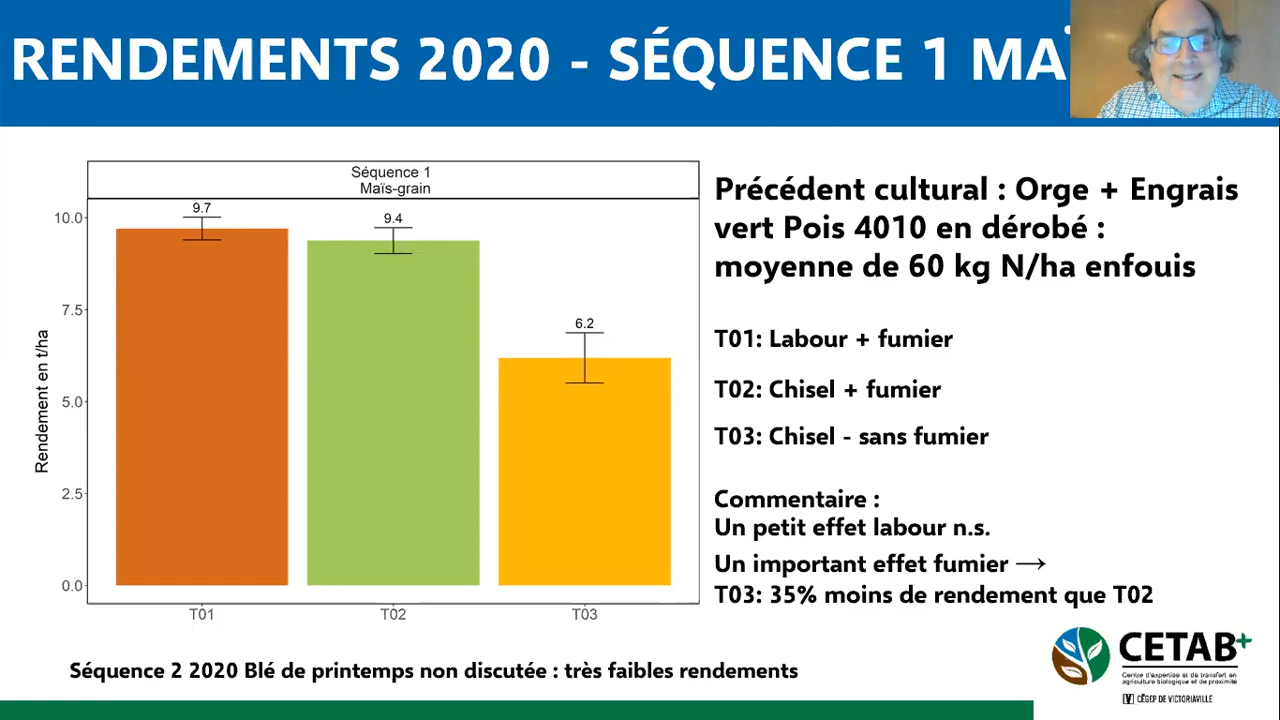 RENDEMENTS 2020 - SÉQUENCE 1 MAÏ
Séquence 1
Maïs-grain
Rendement en t/ha
10.0
7.5
5.0
2.5
0.0
9.7
9.4
6.2
T01
T02
T03
Précédent cultural : Orge + Engrais
vert Pois 4010 en dérobé :
moyenne de 60 kg N/ha enfouis
T01: Labour + fumier
T02: Chisel + fumier
T03: Chisel - sans fumier
Commentaire :
Un petit effet labour n.s.
Un important effet fumier →
T03: 35% moins de rendement que T02
Séquence 2 2020 Blé de printemps non discutée : très faibles rendements
CETAB+
Centre d'expertise et de transfert en
agriculture biologique et de proximité
CÉGEP DE VICTORIAVILLE